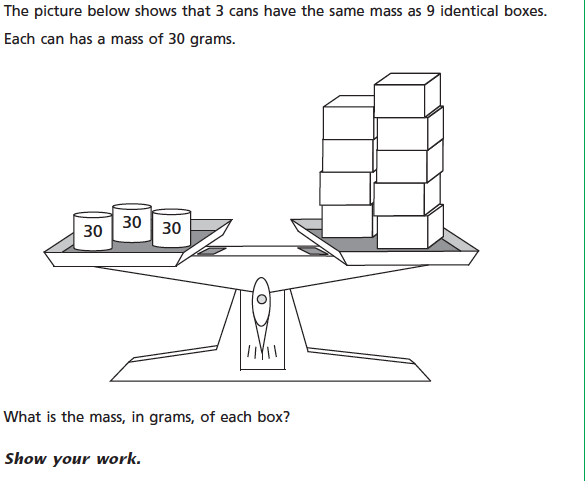 The picture below shows that 3 cans have the same mass as 9 identical boxes.
Each can has a mass of 30 grams.
30 30 30
What is the mass, in grams, of each box?
Show your work.